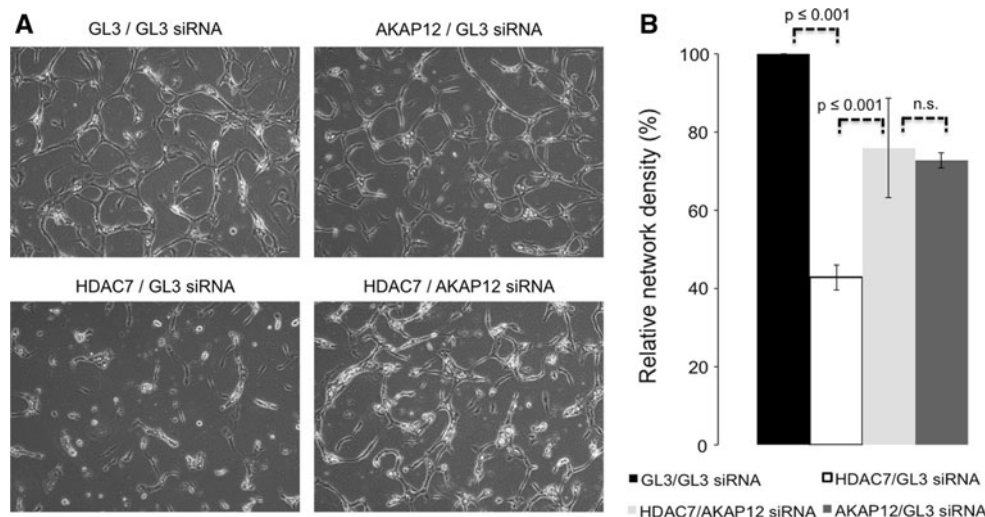 A
GL3 / GL3 siRNA
AKAP12 / GL3 siRNA
HDAC7 / GL3 siRNA
HDAC7 / AKAP12 siRNA
B
p ≤ 0.001
p ≤ 0.001
n.s.
Relative network density (%)
100
80
60
40
20
0
GL3/GL3 siRNA
HDAC7/GL3 siRNA
HDAC7/AKAP12 siRNA
AKAP12/GL3 siRNA